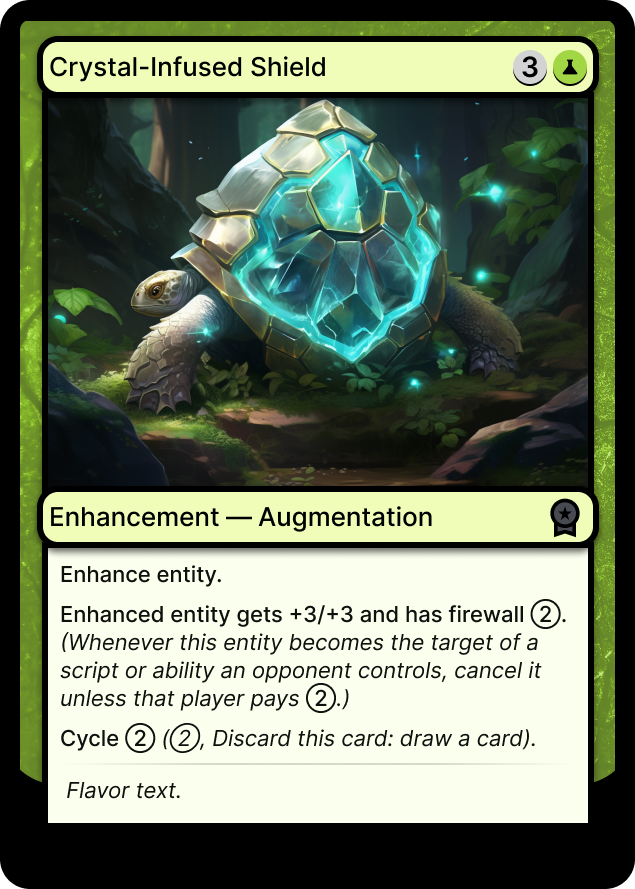 Crystal-Infused Shield 3
Enhancement — Augmentation
Enhance entity.
Enhanced entity gets +3/+3 and has firewall 2.
(Whenever this entity becomes the target of a
script or ability an opponent controls, cancel it
unless that player pays 2.)
Cycle 2 (2, Discard this card: draw a card).
Flavor text.